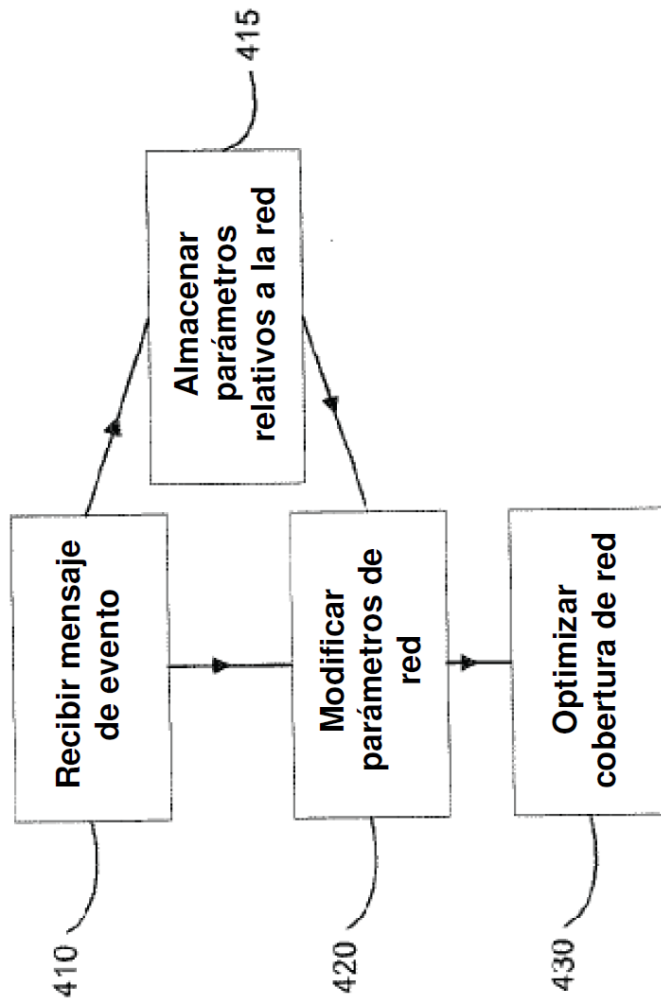 410
Recibir mensaje
de evento
415
Almacenar
parámetros
relativos a la red
420
Modificar
parámetros de
red
430
Optimizar
cobertura de red